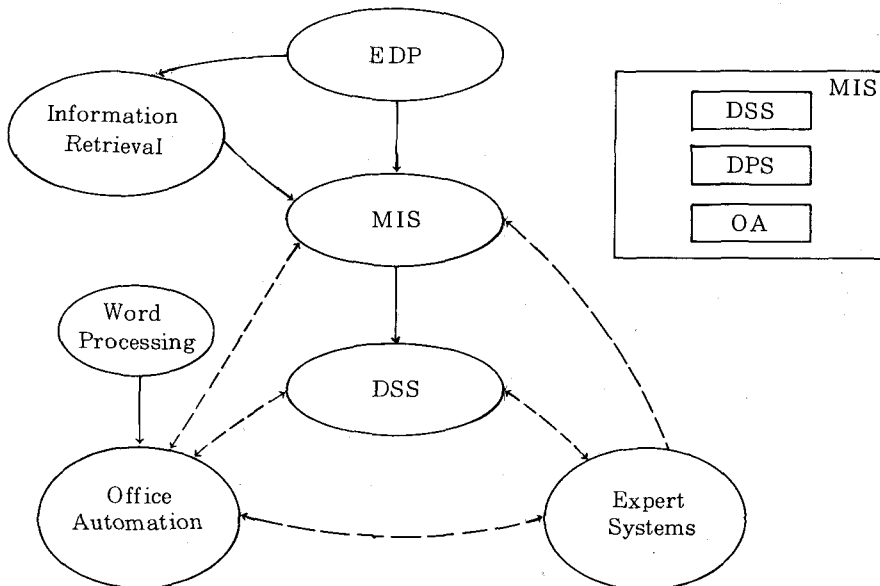 EDP
Information
Retrieval
MIS
DSS
DPS
OA
MIS
Word
Processing
DSS
Office
Automation
Expert
Systems